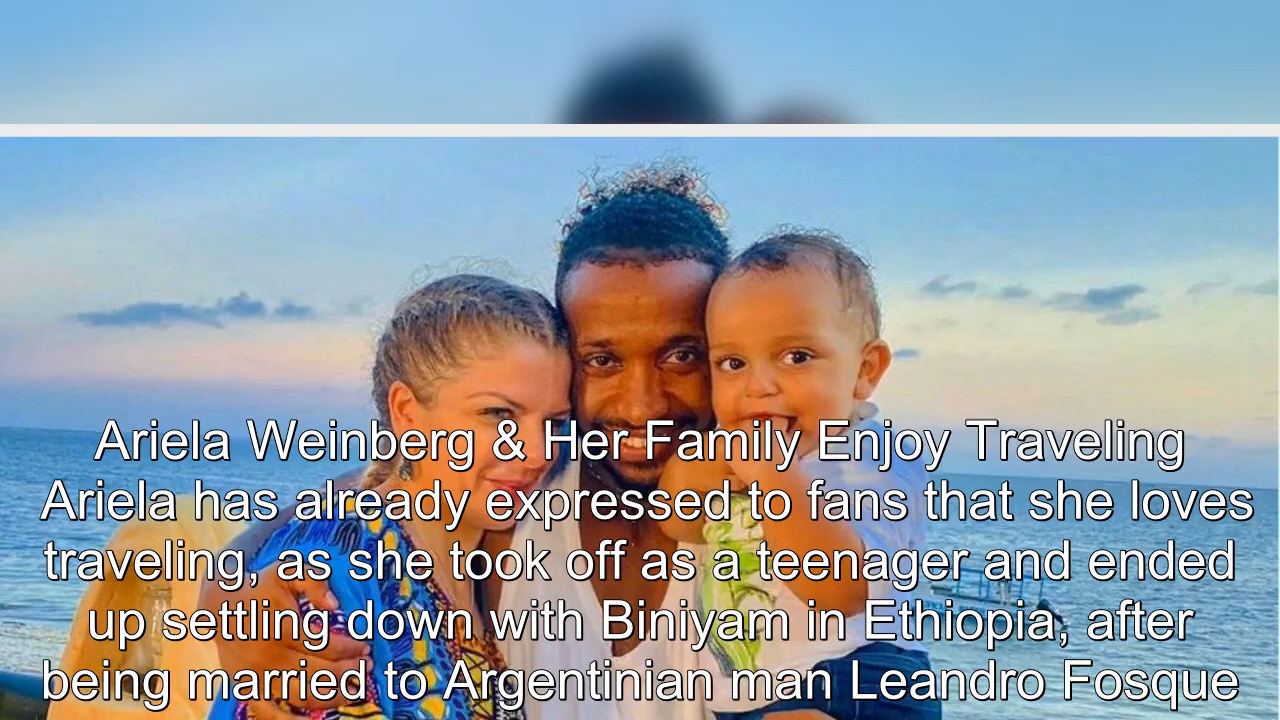 Ariela Weinberg & Her Family Enjoy Traveling
Ariela has already expressed to fans that she loves
traveling, as she took off as a teenager and ended
up settling down with Biniyam in Ethiopia, after
being married to Argentinian man Leandro Fosque